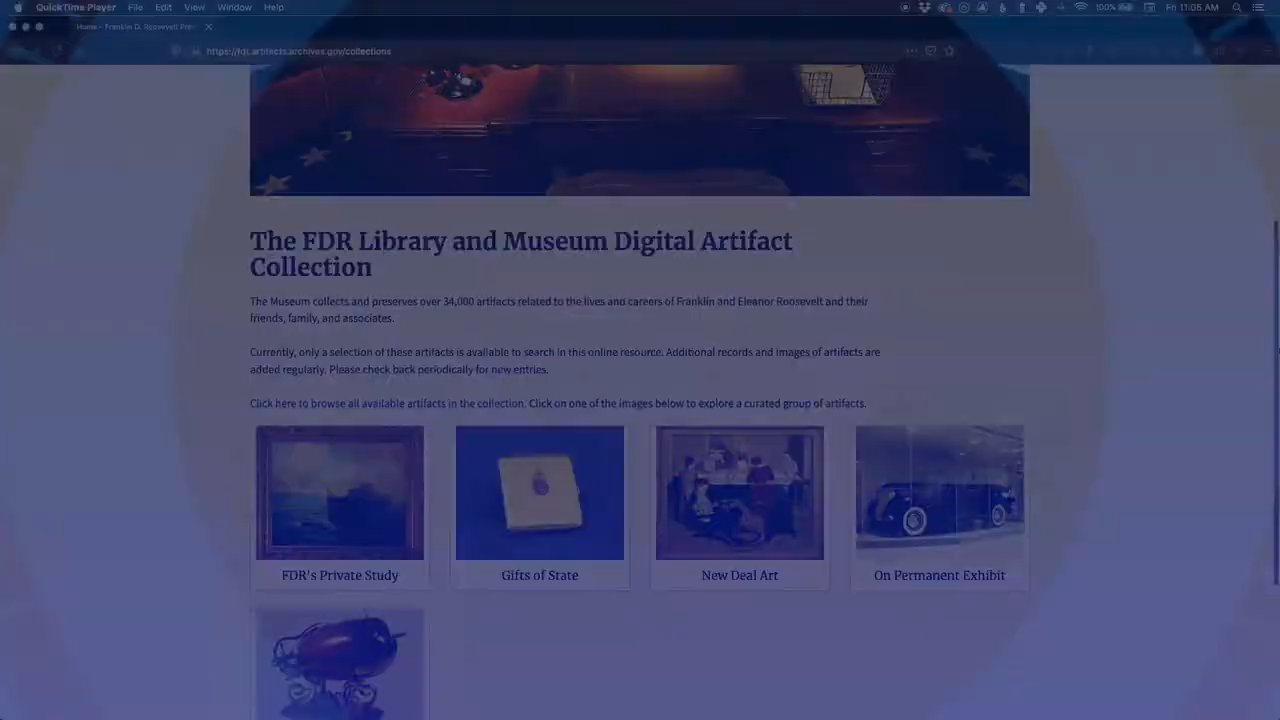 QuickTime Player File Edit View Window Help 100% Fri 11:05 AM
Home - Franklin D. Roosevelt Pre
https://fdr.artifacts.archives.gov/collections
The FDR Library and Museum Digital Artifact
Collection
The Museum collects and preserves over 34,000 artifacts related to the lives and careers of Franklin and Eleanor Roosevelt and their
friends, family, and associates.
Currently, only a selection of these artifacts is available to search in this online resource. Additional records and images of artifacts are
added regularly. Please check back periodically for new entries.
Click here to browse all available artifacts in the collection. Click on one of the images below to explore a curated group of artifacts.
FDR's Private Study
Gifts of State
New Deal Art
On Permanent Exhibit